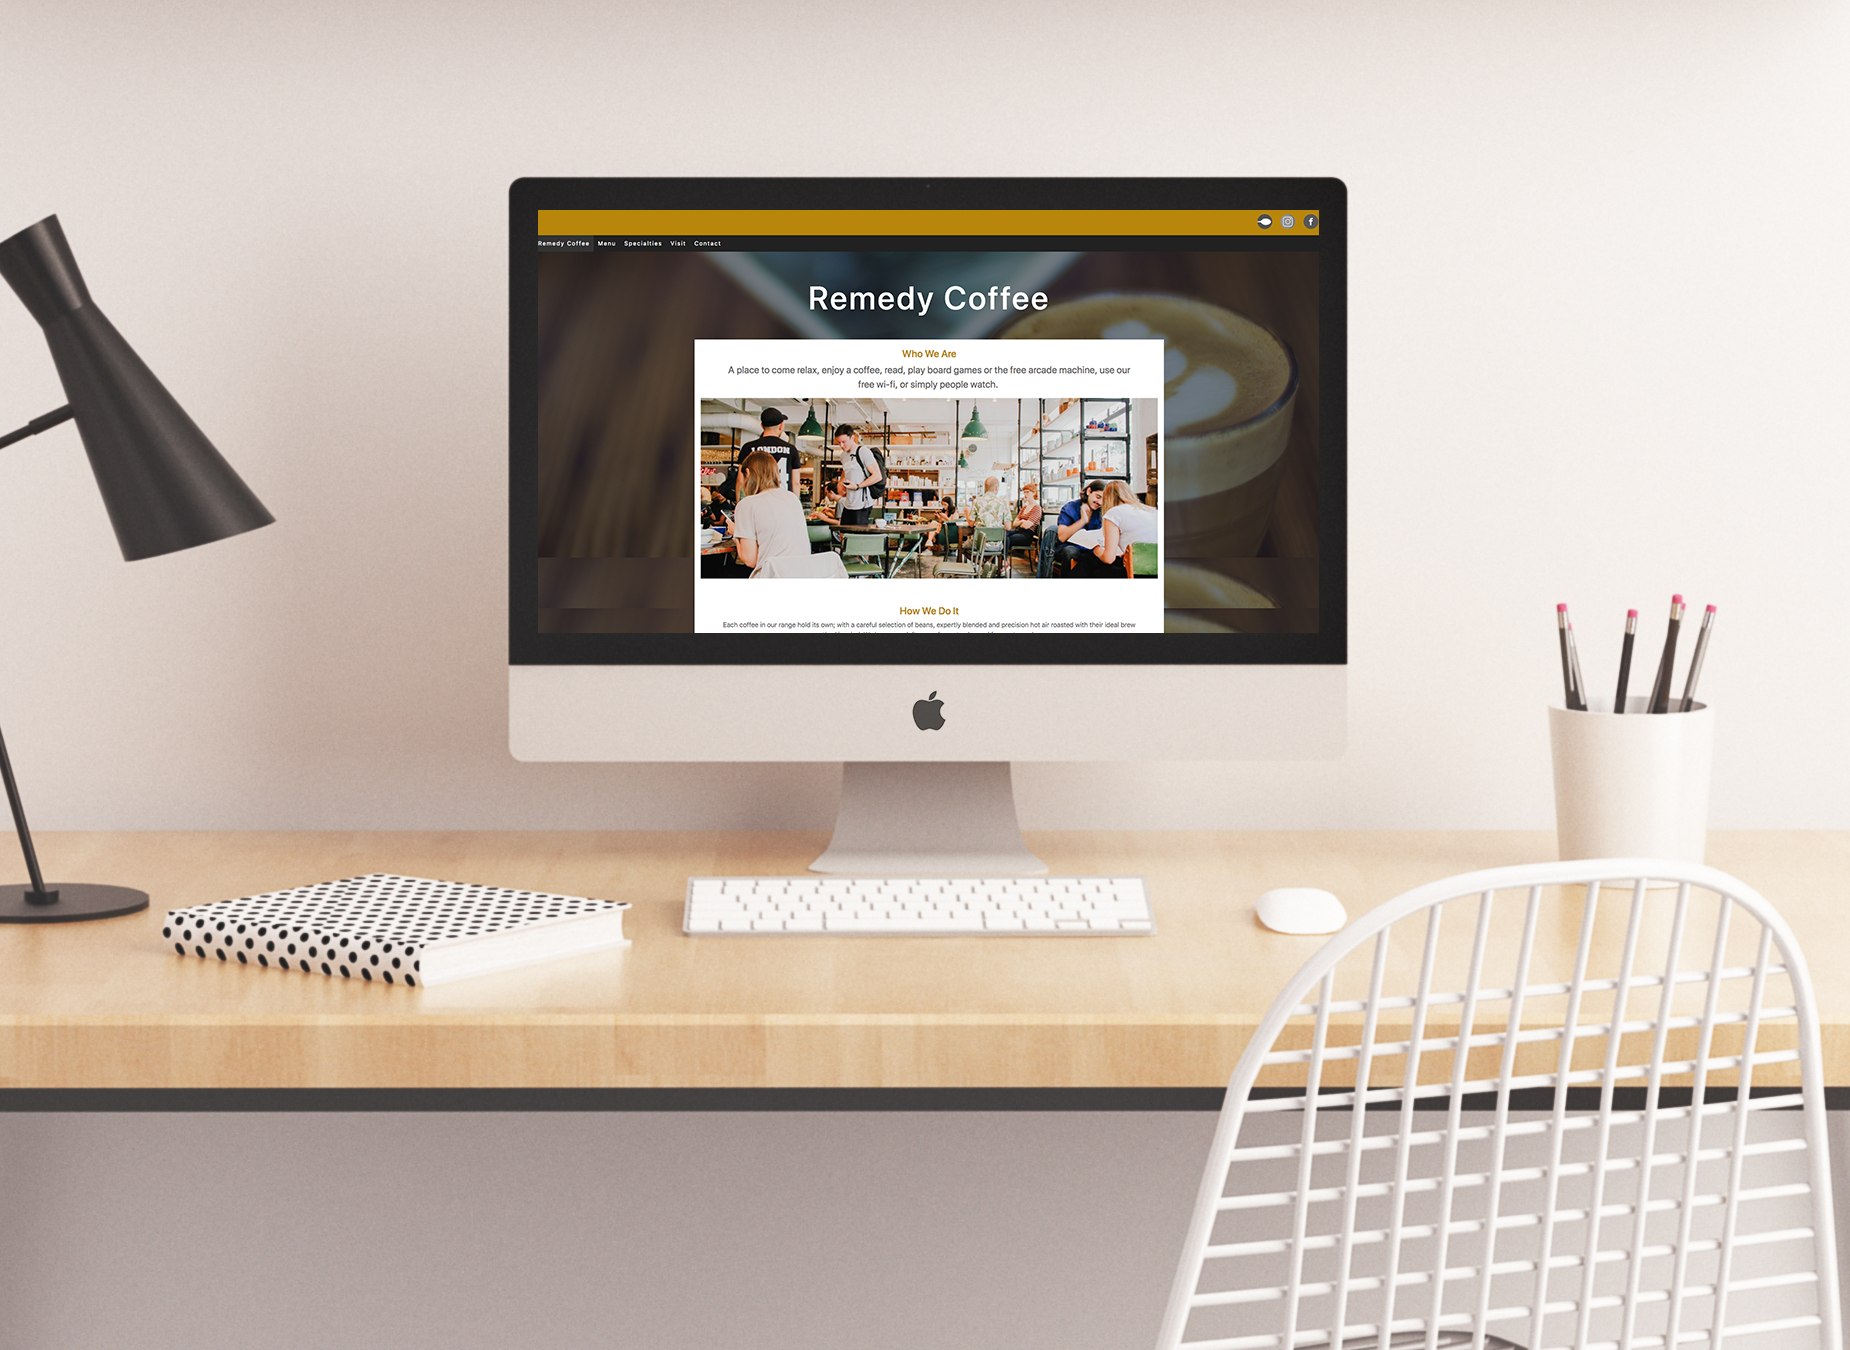 Remedy Coffee Menu Specialties Visit Contact
Remedy Coffee
Who We Are
A place to come relax, enjoy a coffee, read, play board games or the free arcade machine, use our
free wi-fi, or simply people watch.
LONDON
How We Do It
Each coffee in our range hold its own; with a careful selection of beans, expertly blended and precision hot air roasted with their ideal brew